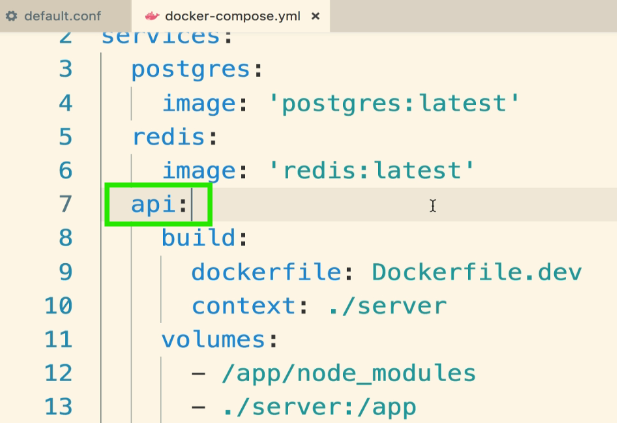 default.conf docker-compose.yml ×
2 services:
3 postgres:
4 image: 'postgres:latest'
5 redis:
6 image: 'redis:latest'
7 api:
8 build:
9 dockerfile: Dockerfile.dev
10 context: ./server
11 volumes:
12 - /app/node_modules
13 - ./server:/app